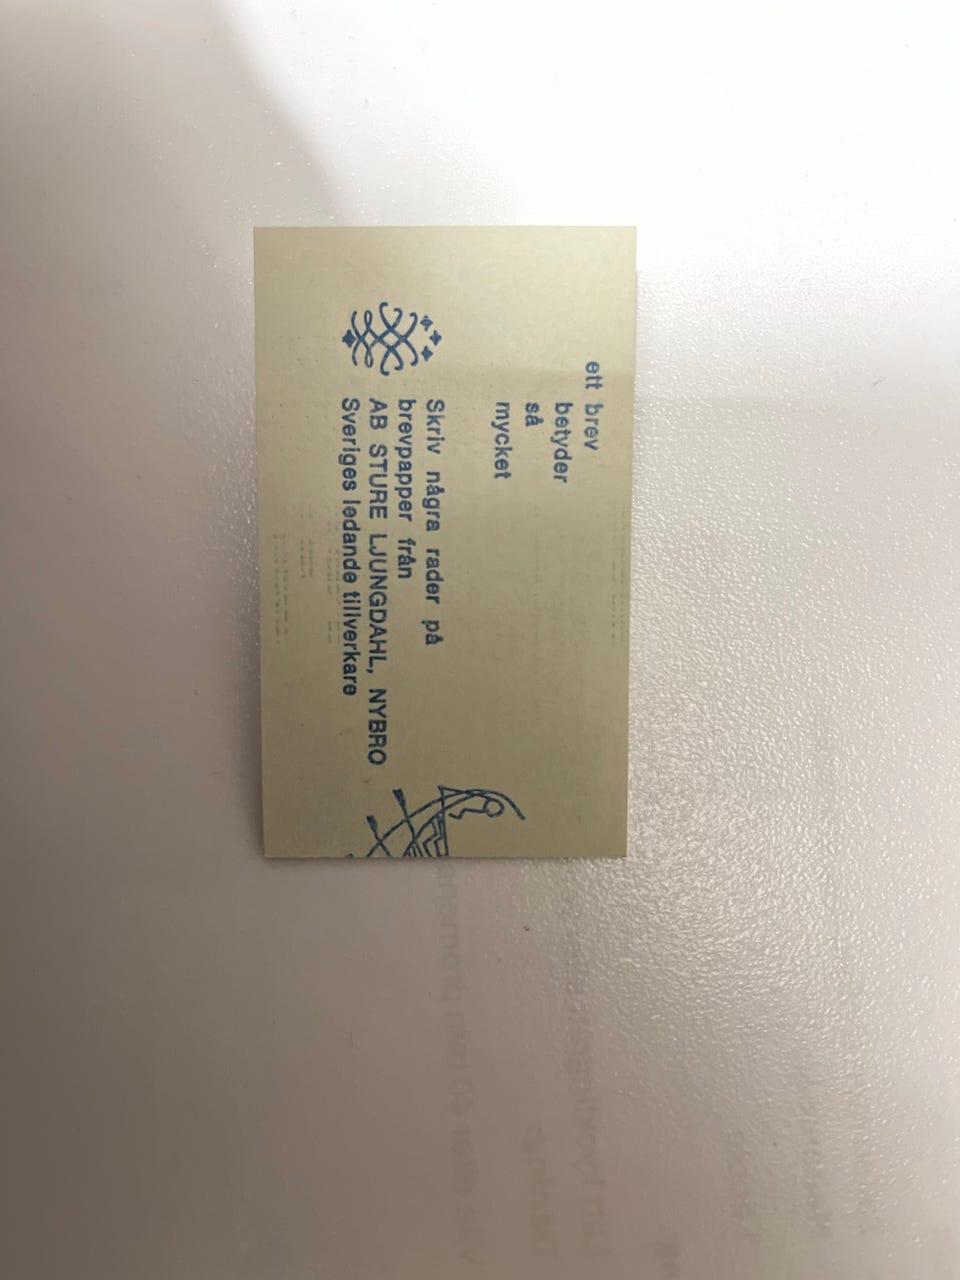 ett brev
betyder
så
mycket
Skriv några rader på
brevpapper från
AB STURE LJUNGDAHL, NYBRO
Sveriges ledande tillverkare